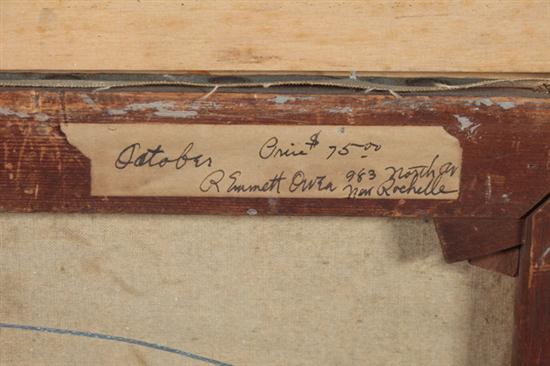 October Price $75.00
R Emmett Owen 983 North Av
New Rochelle